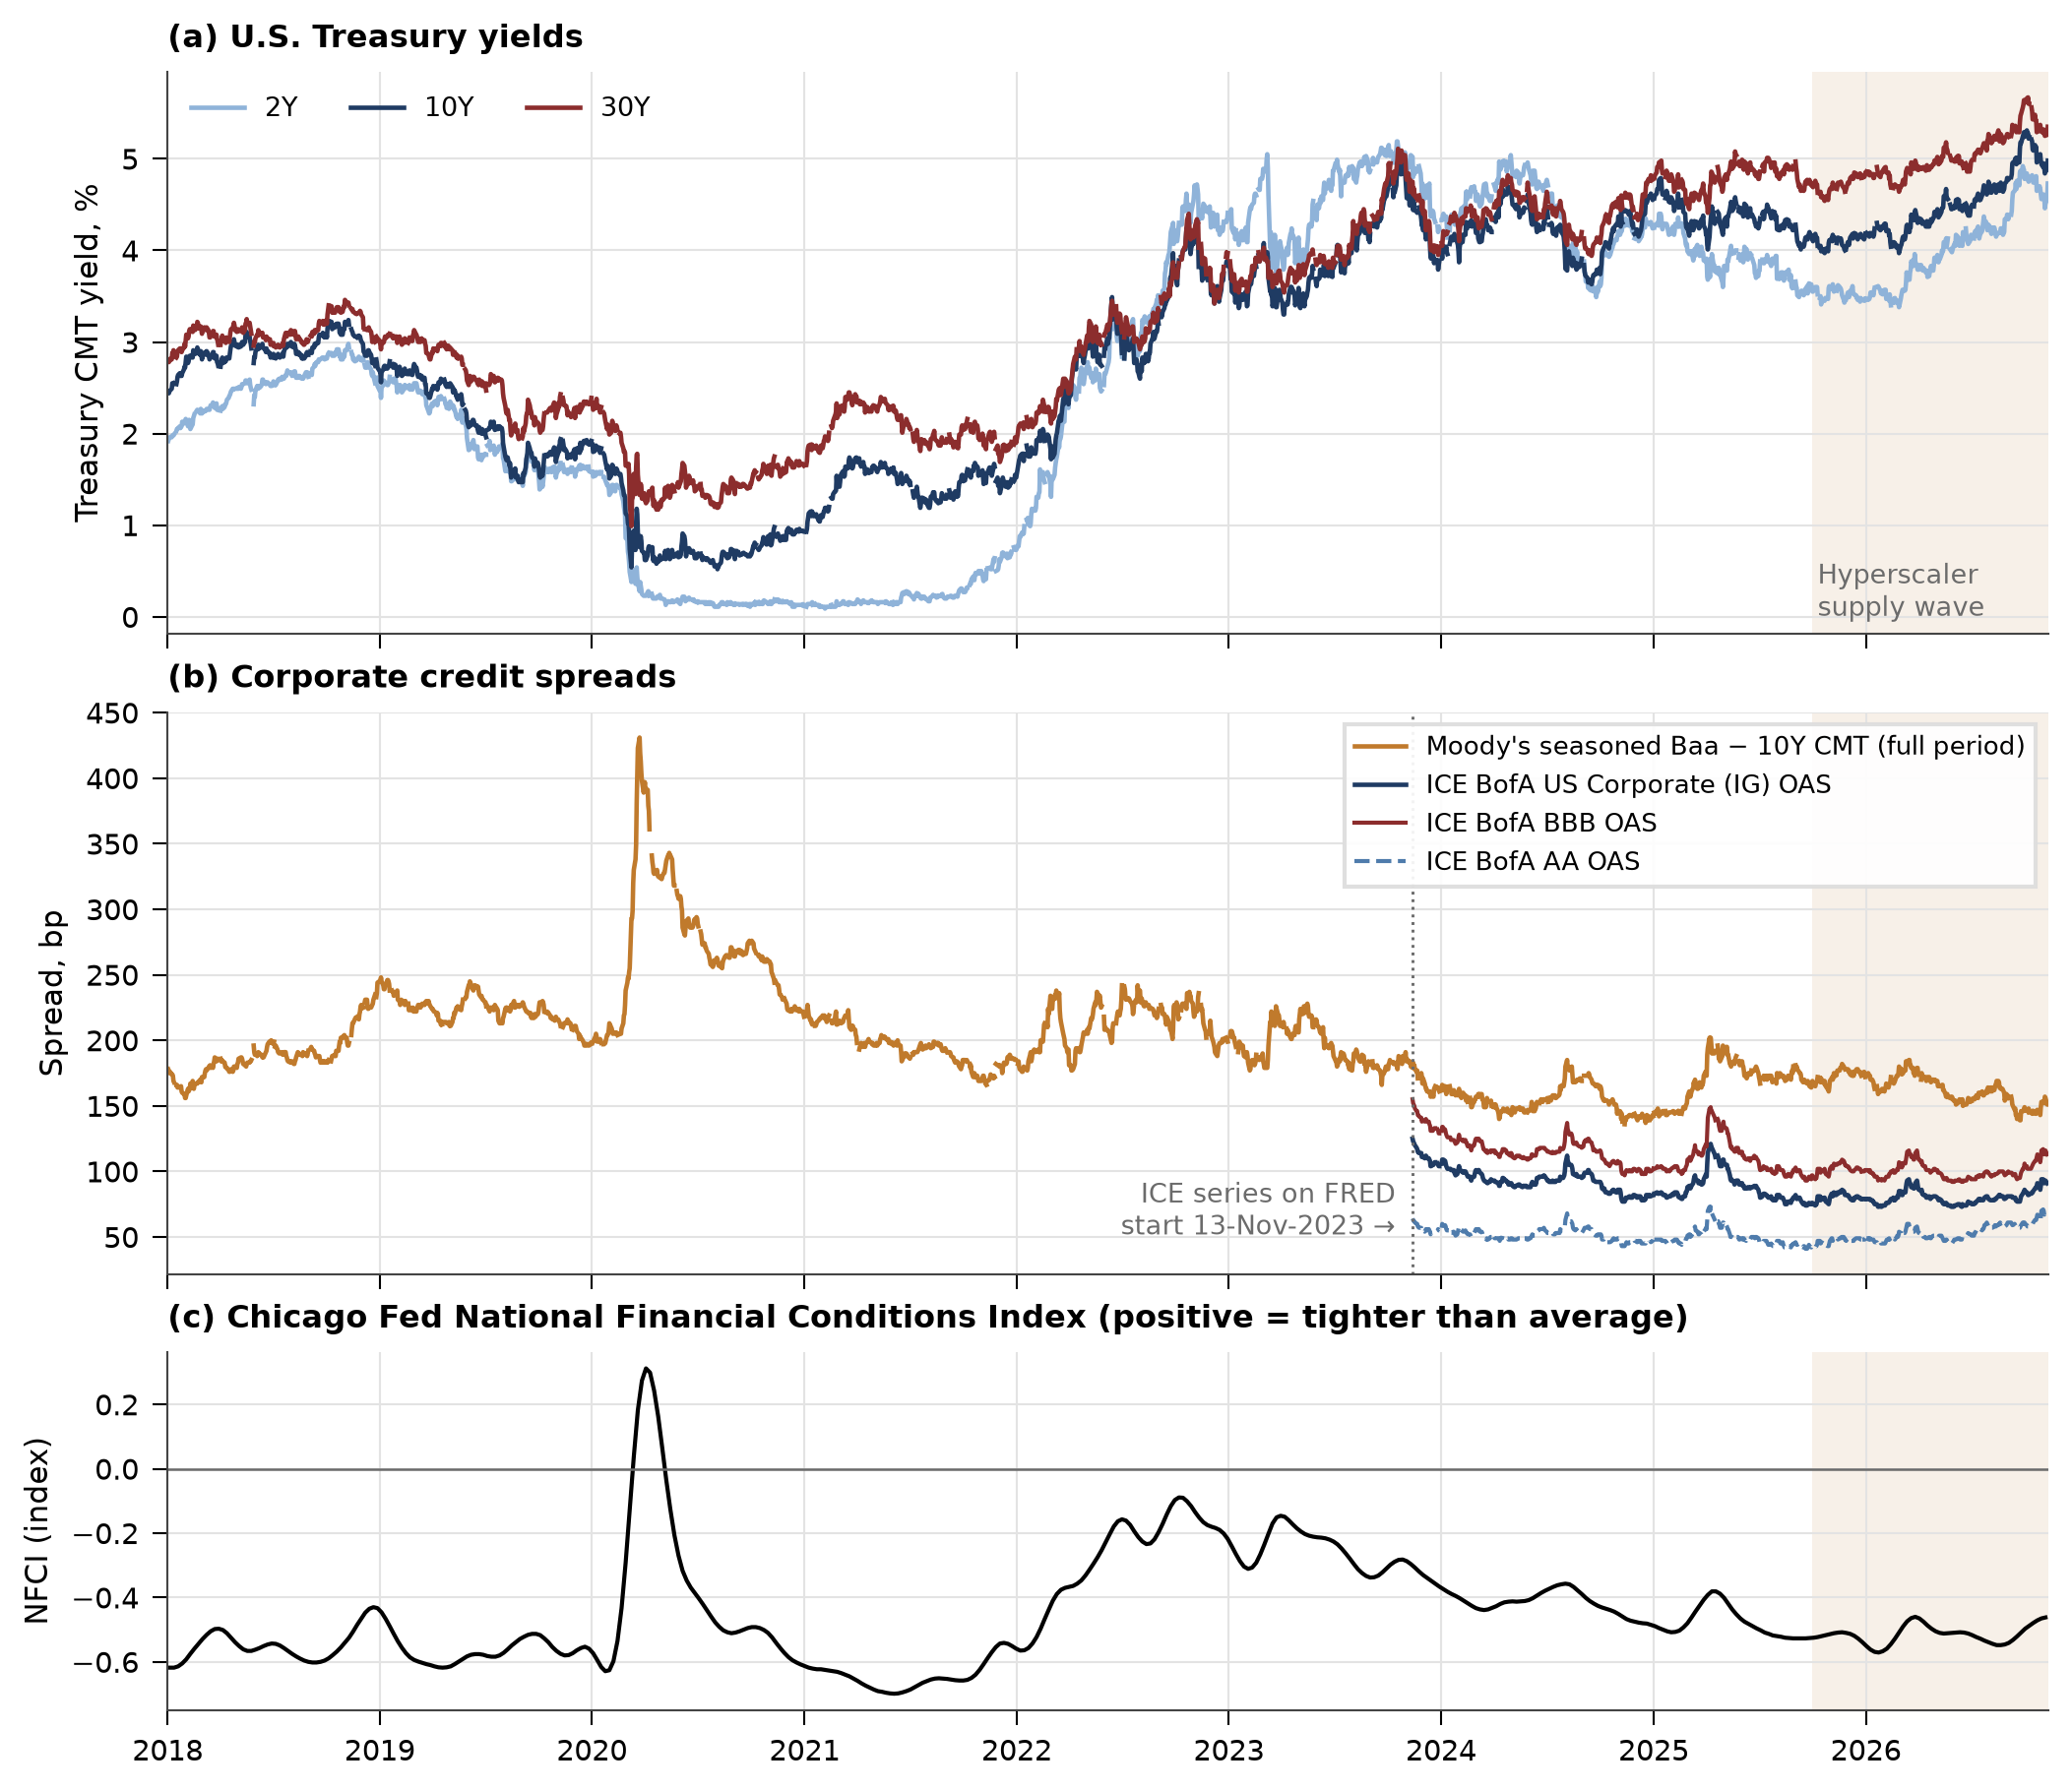 (a) U.S. Treasury yields
2Y 10Y 30Y
Treasury CMT yield, %
5
4
3
2
1
0
Hyperscaler
supply wave
(b) Corporate credit spreads
Spread, bp
450
400
350
300
250
200
150
100
50
Moody's seasoned Baa − 10Y CMT (full period)
ICE BofA US Corporate (IG) OAS
ICE BofA BBB OAS
ICE BofA AA OAS
ICE series on FRED
start 13-Nov-2023 →
(c) Chicago Fed National Financial Conditions Index (positive = tighter than average)
NFCI (index)
0.2
0.0
−0.2
−0.4
−0.6
2018 2019 2020 2021 2022 2023 2024 2025 2026